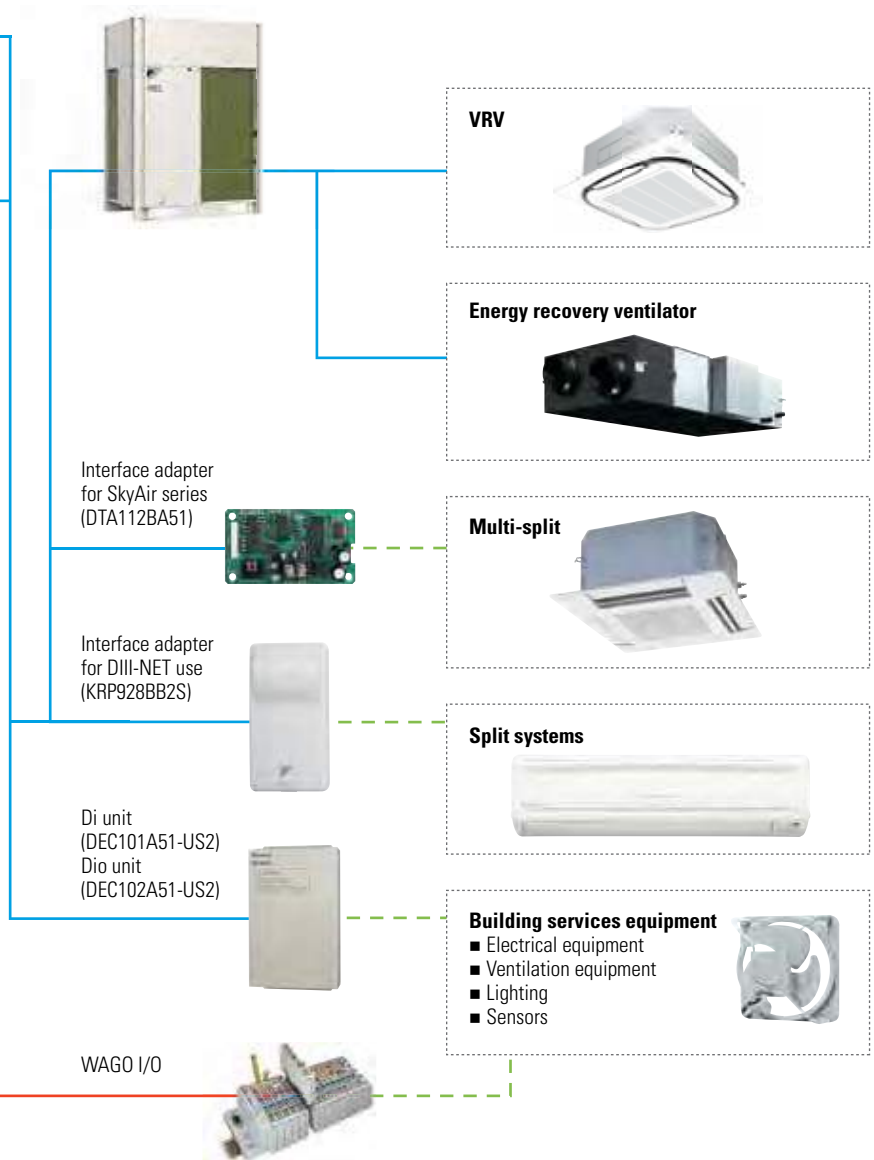 VRV
Energy recovery ventilator
Interface adapter
for SkyAir series
(DTA112BA51)
Multi-split
Interface adapter
for DIII-NET use
(KRP928BB2S)
Split systems
Di unit
(DEC101A51-US2)
Dio unit
(DEC102A51-US2)
Building services equipment
■ Electrical equipment
■ Ventilation equipment
■ Lighting
■ Sensors
WAGO I/O